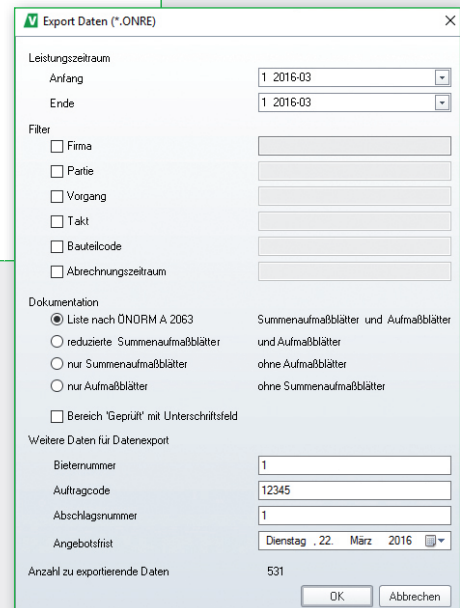 Export Daten (*.ONRE)
Leistungszeitraum
Anfang 1 2016-03
Ende 1 2016-03
Filter
Firma
Partie
Vorgang
Takt
Bauteilcode
Abrechnungszeitraum
Dokumentation
Liste nach ÖNORM A 2063 Summenaufmaßblätter und Aufmaßblätter
reduzierte Summenaufmaßblätter und Aufmaßblätter
nur Summenaufmaßblätter ohne Aufmaßblätter
nur Aufmaßblätter ohne Summenaufmaßblätter
Bereich 'Geprüft' mit Unterschriftsfeld
Weitere Daten für Datenexport
Bieternummer 1
Auftragcode 12345
Abschlagsnummer 1
Angebotsfrist Dienstag , 22. März 2016
Anzahl zu exportierende Daten 531
OK Abbrechen